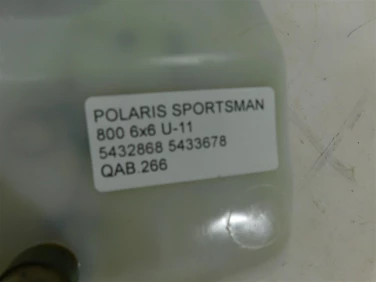 POLARIS SPORTSMAN
800 6x6 U-11
5432868 5433678
QAB.266